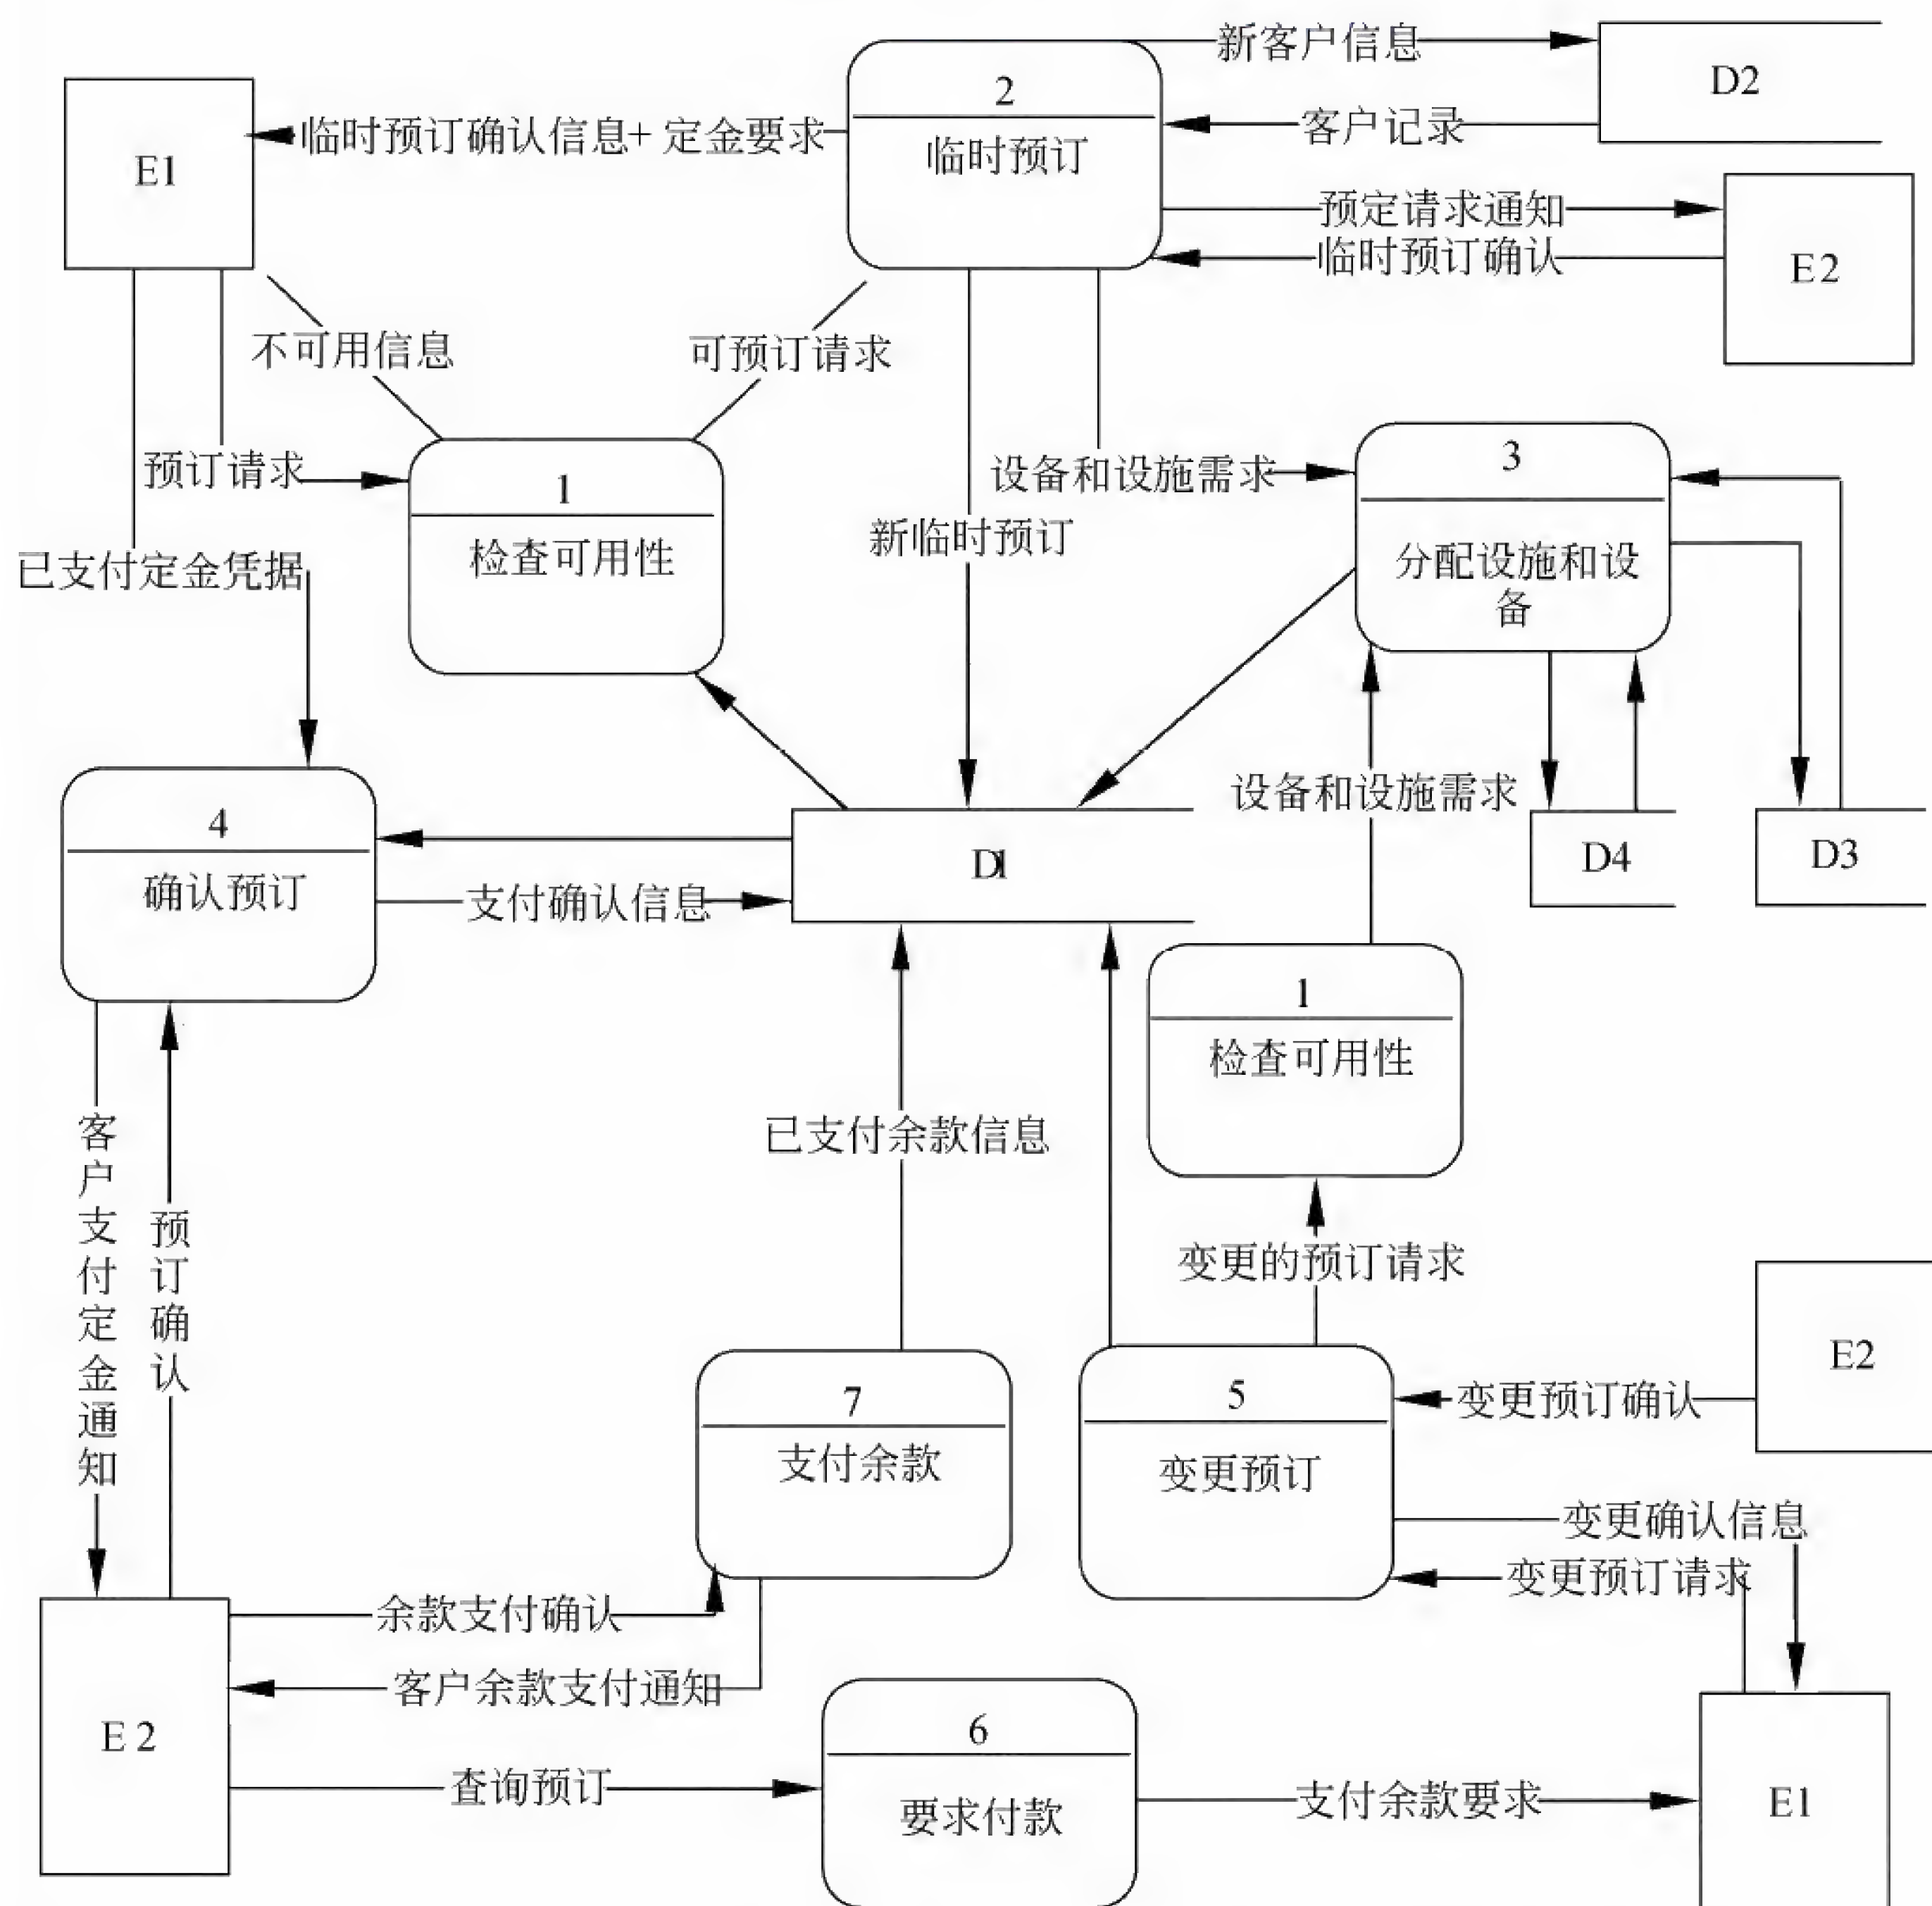 新客户信息
D2
2
客户记录
临时预订确认信息+ 定金要求
临时预订
E1
预定请求通知
临时预订确认
E2
不可用信息
可预订请求
预订请求
设备和设施需求
3
1
新临时预订
检查可用性
分配设施和设
备
已支付定金凭据
设备和设施需求
4
D1
D4
D3
确认预订
支付确认信息
1
检查可用性
已支付余款信息
客户支付定金通知
预订确认
变更的预订请求
E2
7
5
变更预订确认
支付余款
变更预订
变更确认信息
变更预订请求
余款支付确认
客户余款支付通知
E 2
6
查询预订
要求付款
支付余款要求
E1